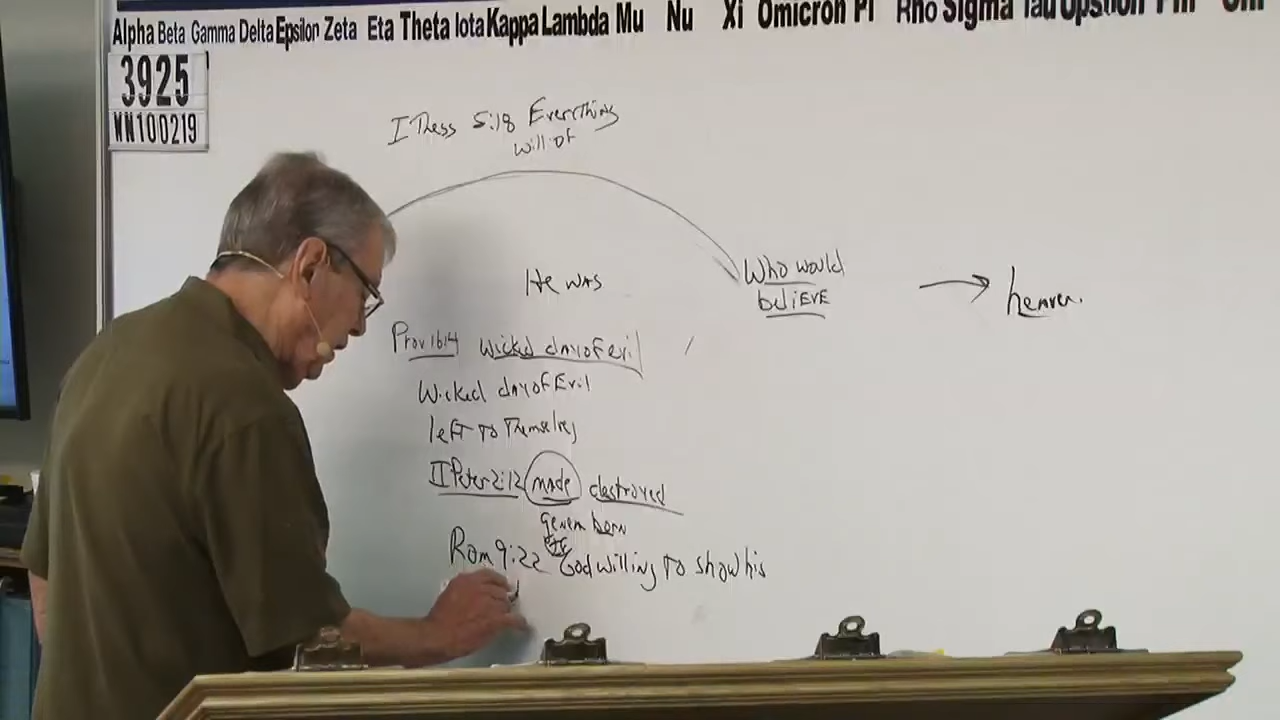 Alpha Beta Gamma Delta Epsilon Zeta Eta Theta Iota Kappa Lambda Mu Nu Xi Omicron Pi Rho Sigma Tau Upsilon Phi Chi
3925
WN100219
I Thess 5:18 Everything
will of
He was
Who would
believe
heaven.
Prov 16:4 wicked day of evil
Wicked day of Evil
left to Themselves
II Peter 2:12 made destroyed
genna born
Rom 9:22 God willing to show his